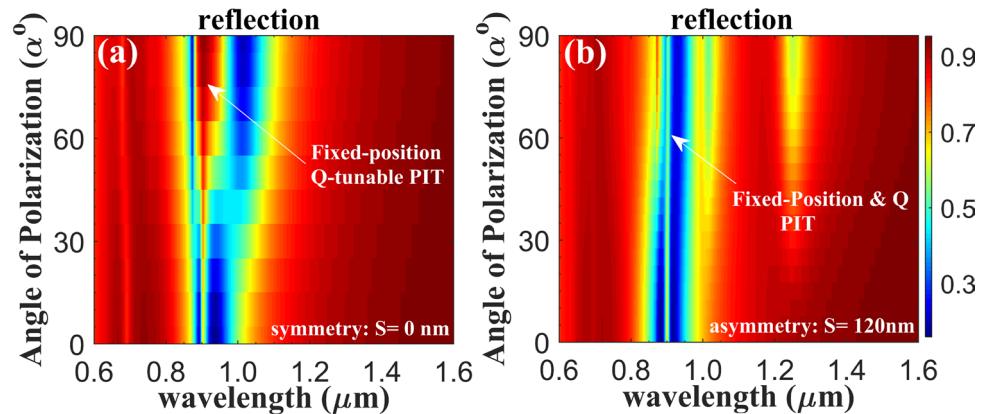 reflection
Angle of Polarization (α°)
90
60
30
0
(a)
Fixed-position
Q-tunable PIT
symmetry: S= 0 nm
0.6 0.8 1.0 1.2 1.4 1.6
wavelength (μm)
reflection
Angle of Polarization (α°)
90
60
30
0
(b)
Fixed-Position & Q
PIT
asymmetry: S= 120nm
0.6 0.8 1.0 1.2 1.4 1.6
wavelength (μm)
0.9
0.7
0.5
0.3